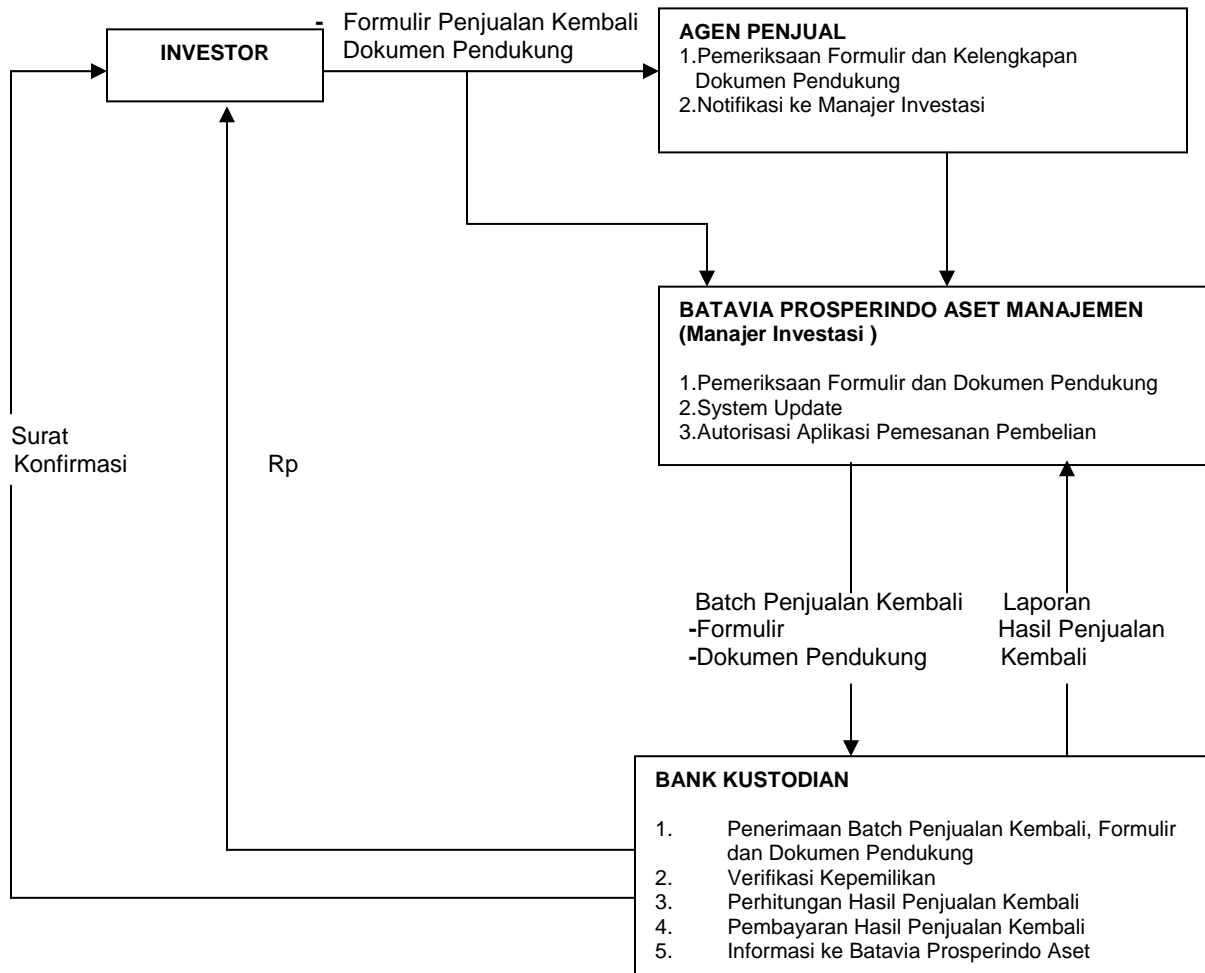 - Formulir Penjualan Kembali
Dokumen Pendukung
INVESTOR
AGEN PENJUAL
1.Pemeriksaan Formulir dan Kelengkapan
Dokumen Pendukung
2.Notifikasi ke Manajer Investasi
BATAVIA PROSPERINDO ASET MANAJEMEN
(Manajer Investasi )
1.Pemeriksaan Formulir dan Dokumen Pendukung
2.System Update
3.Autorisasi Aplikasi Pemesanan Pembelian
Surat
Konfirmasi
Rp
Batch Penjualan Kembali
-Formulir
-Dokumen Pendukung
Laporan
Hasil Penjualan
Kembali
BANK KUSTODIAN
1. Penerimaan Batch Penjualan Kembali, Formulir
dan Dokumen Pendukung
2. Verifikasi Kepemilikan
3. Perhitungan Hasil Penjualan Kembali
4. Pembayaran Hasil Penjualan Kembali
5. Informasi ke Batavia Prosperindo Aset